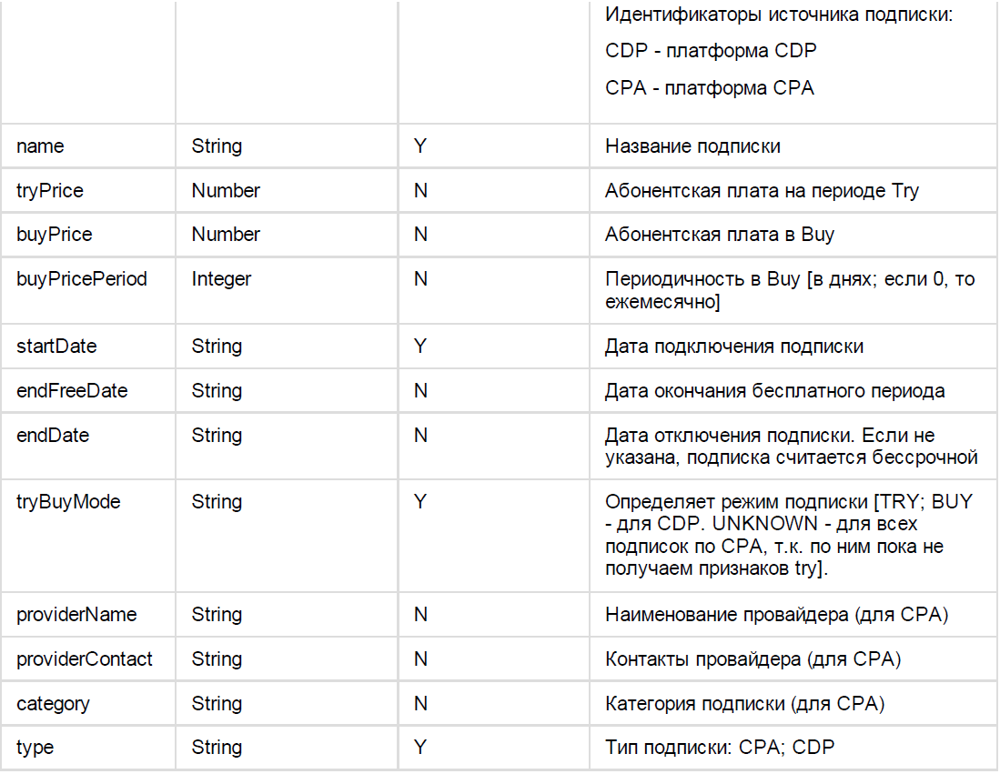 Идентификаторы источника подписки:
CDP - платформа CDP
CPA - платформа CPA
name String Y Название подписки
tryPrice Number N Абонентская плата на периоде Try
buyPrice Number N Абонентская плата в Buy
buyPricePeriod Integer N Периодичность в Buy [в днях; если 0, то
ежемесячно]
startDate String Y Дата подключения подписки
endFreeDate String N Дата окончания бесплатного периода
endDate String N Дата отключения подписки. Если не
указана, подписка считается бессрочной
tryBuyMode String Y Определяет режим подписки [TRY; BUY
- для CDP. UNKNOWN - для всех
подписок по CPA, т.к. по ним пока не
получаем признаков try].
providerName String N Наименование провайдера (для CPA)
providerContact String N Контакты провайдера (для CPA)
category String N Категория подписки (для CPA)
type String Y Тип подписки: CPA; CDP